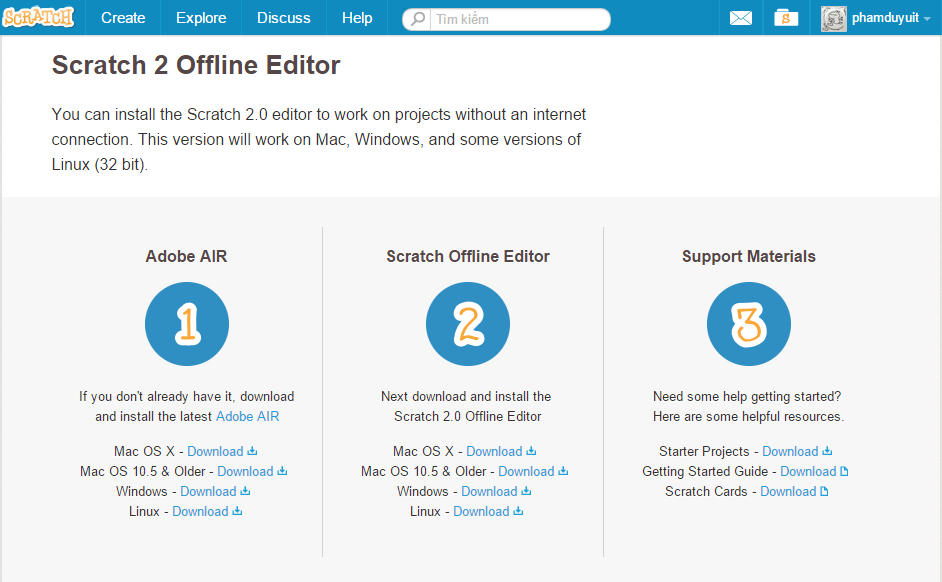 SCRATCH Create Explore Discuss Help Tìm kiếm phamduyuit
Scratch 2 Offline Editor
You can install the Scratch 2.0 editor to work on projects without an internet
connection. This version will work on Mac, Windows, and some versions of
Linux (32 bit).
Adobe AIR
1
If you don't already have it, download
and install the latest Adobe AIR
Mac OS X - Download
Mac OS 10.5 & Older - Download
Windows - Download
Linux - Download
Scratch Offline Editor
2
Next download and install the
Scratch 2.0 Offline Editor
Mac OS X - Download
Mac OS 10.5 & Older - Download
Windows - Download
Linux - Download
Support Materials
3
Need some help getting started?
Here are some helpful resources.
Starter Projects - Download
Getting Started Guide - Download
Scratch Cards - Download